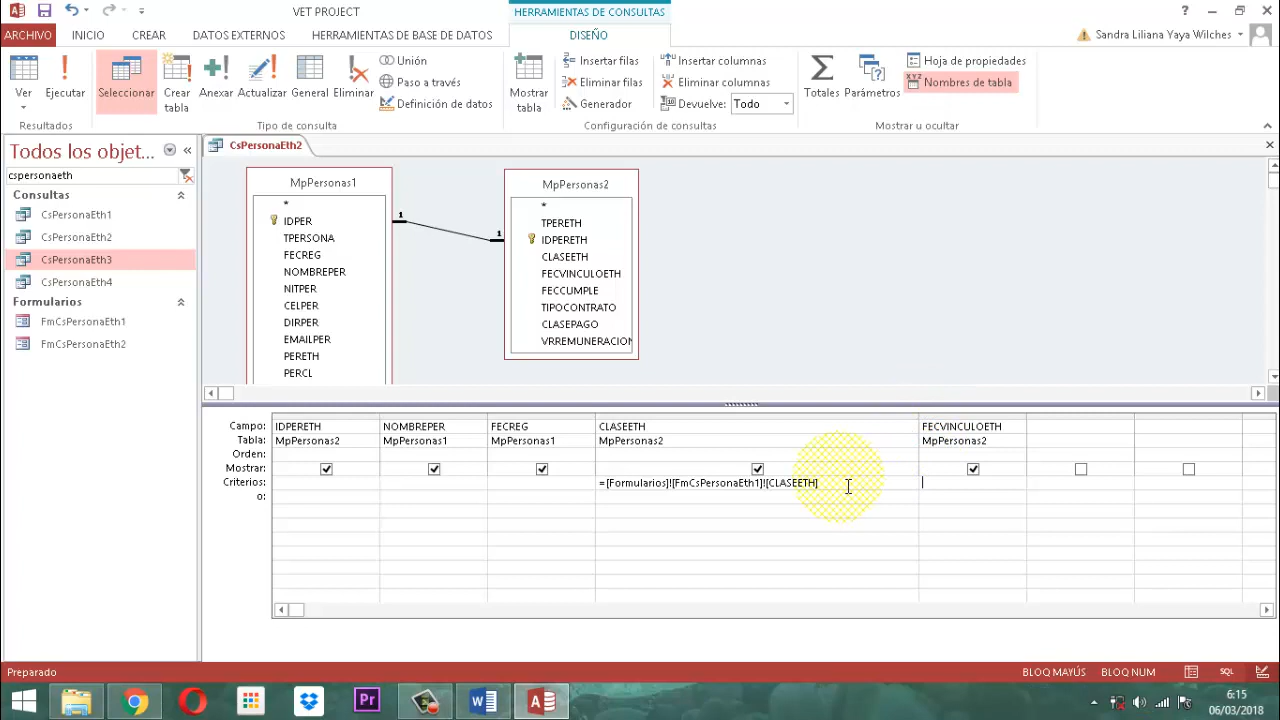 VET PROJECT
HERRAMIENTAS DE CONSULTAS
ARCHIVO
INICIO
CREAR
DATOS EXTERNOS
HERRAMIENTAS DE BASE DE DATOS
DISEÑO
Sandra Liliana Yaya Wilches
Ver
Ejecutar
Seleccionar
Crear tabla
Anexar
Actualizar
General
Eliminar
Unión
Paso a través
Definición de datos
Mostrar tabla
Insertar filas
Eliminar filas
Generador
Insertar columnas
Eliminar columnas
Devuelve: Todo
Totales
Parámetros
Hoja de propiedades
Nombres de tabla
Resultados
Tipo de consulta
Configuración de consultas
Mostrar u ocultar
Todos los objet...
cspersonaeth
Consultas
CsPersonaEth1
CsPersonaEth2
CsPersonaEth3
CsPersonaEth4
Formularios
FmCsPersonaEth1
FmCsPersonaEth2
CsPersonaEth2
MpPersonas1
*
IDPER
TPERSONA
FECREG
NOMBREPER
NITPER
CELPER
DIRPER
EMAILPER
PERETH
PERCL
1
1
MpPersonas2
*
TPERETH
IDPERETH
CLASEETH
FECVINCULOETH
FECCUMPLE
TIPOCONTRATO
CLASEPAGO
VRREMUNERACION
Campo: IDPERETH NOMBREPER FECREG CLASEETH FECVINCULOETH
Tabla: MpPersonas2 MpPersonas1 MpPersonas1 MpPersonas2 MpPersonas2
Orden:
Mostrar:
Criterios: =[Formularios]![FmCsPersonaEth1]![CLASEETH]
o:
Preparado
BLOQ MAYÚS
BLOQ NUM
SQL
Pr
6:15
06/03/2018